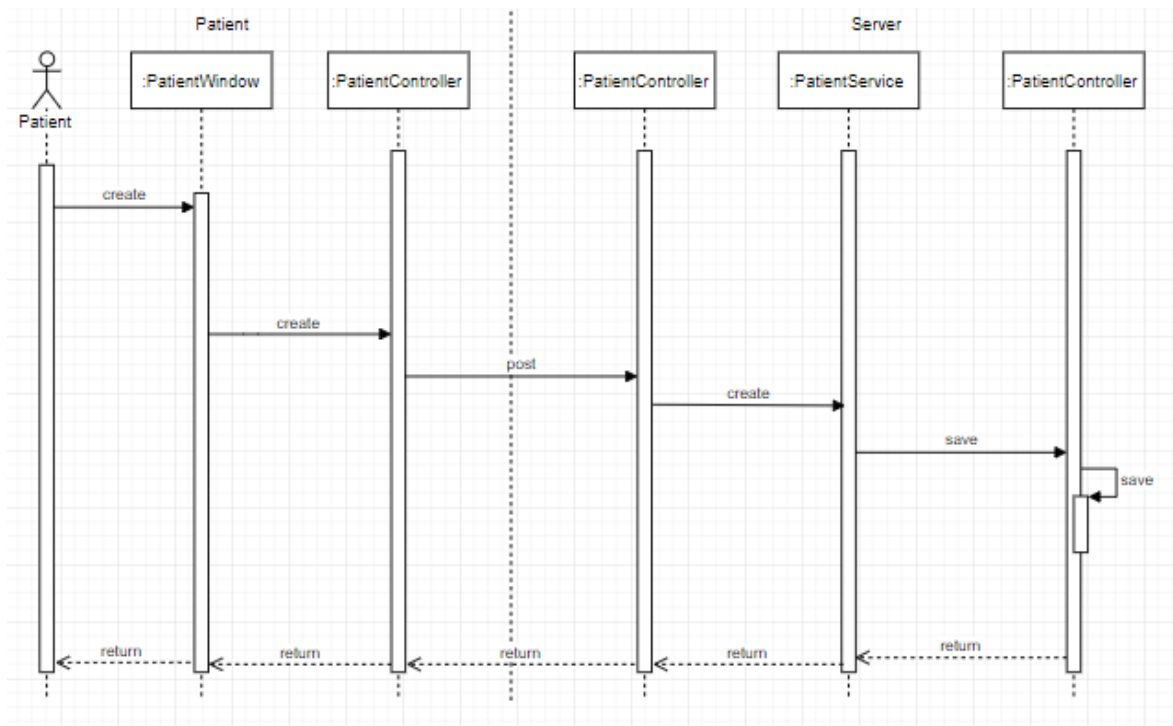 Patient
Server
:PatientWindow
:PatientController
:PatientController
:PatientService
:PatientController
Patient
create
create
post
create
save
save
return
return
return
return
return